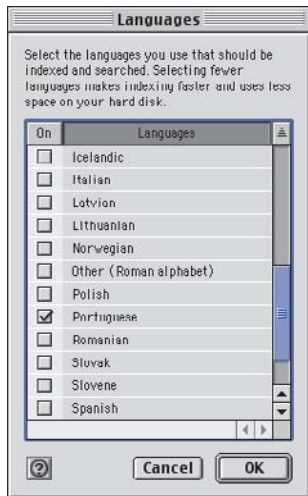 Languages
Select the languages you use that should be
indexed and searched. Selecting fewer
languages makes indexing faster and uses less
space on your hard disk.
On Languages
Icelandic
Italian
Latvian
Lithuanian
Norwegian
Other (Roman alphabet)
Polish
Portuguese
Romanian
Slovak
Slovene
Spanish
? Cancel OK